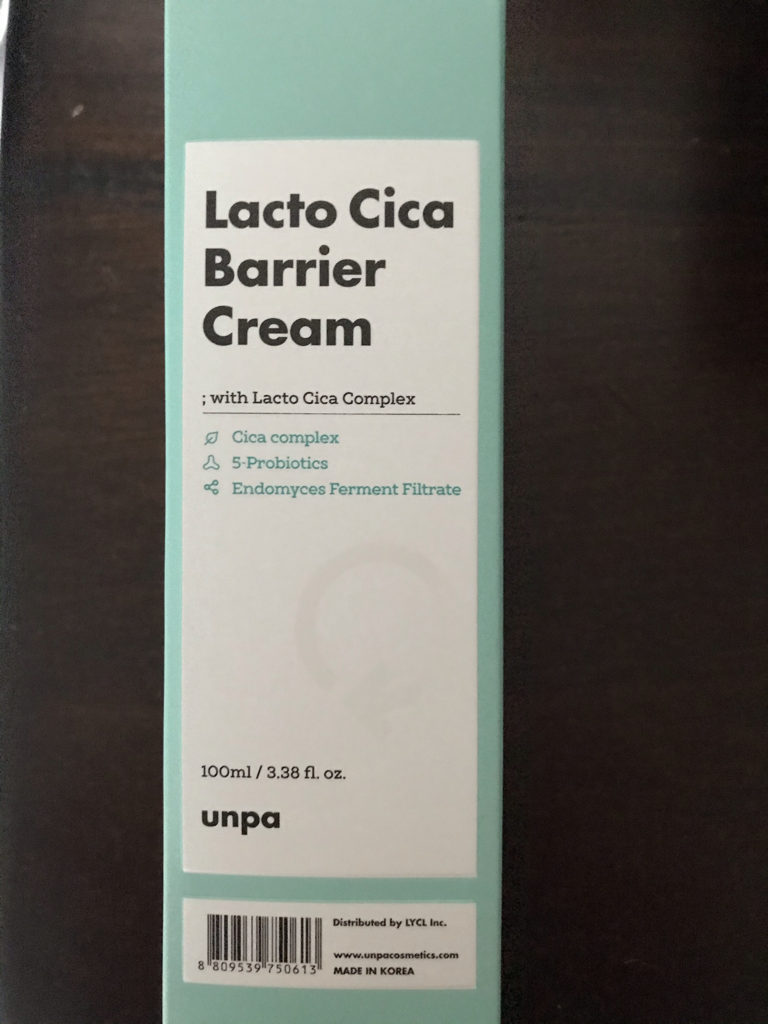 Lacto Cica
Barrier
Cream
; with Lacto Cica Complex
Cica complex
5-Probiotics
Endomyces Ferment Filtrate
100ml / 3.38 fl. oz.
unpa
Distributed by LYCL Inc.
www.unpacosmetics.com
MADE IN KOREA
8 809539 750613